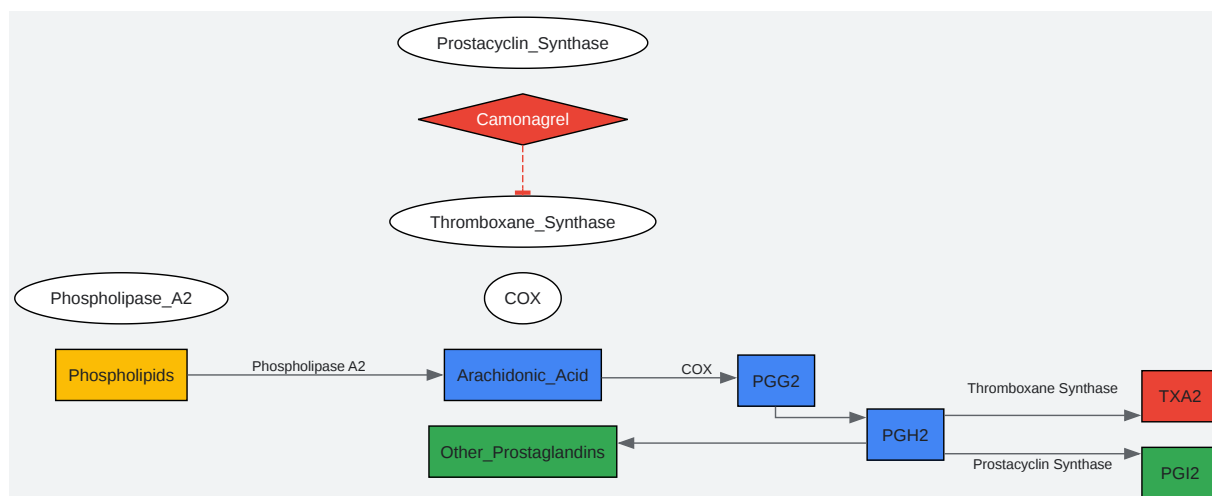 Prostacyclin_Synthase
Camonagrel
Thromboxane_Synthase
Phospholipase_A2
COX
Phospholipids
Phospholipase A2
Arachidonic_Acid
COX
PGG2
Thromboxane Synthase
TXA2
PGH2
Other_Prostaglandins
Prostacyclin Synthase
PGI2